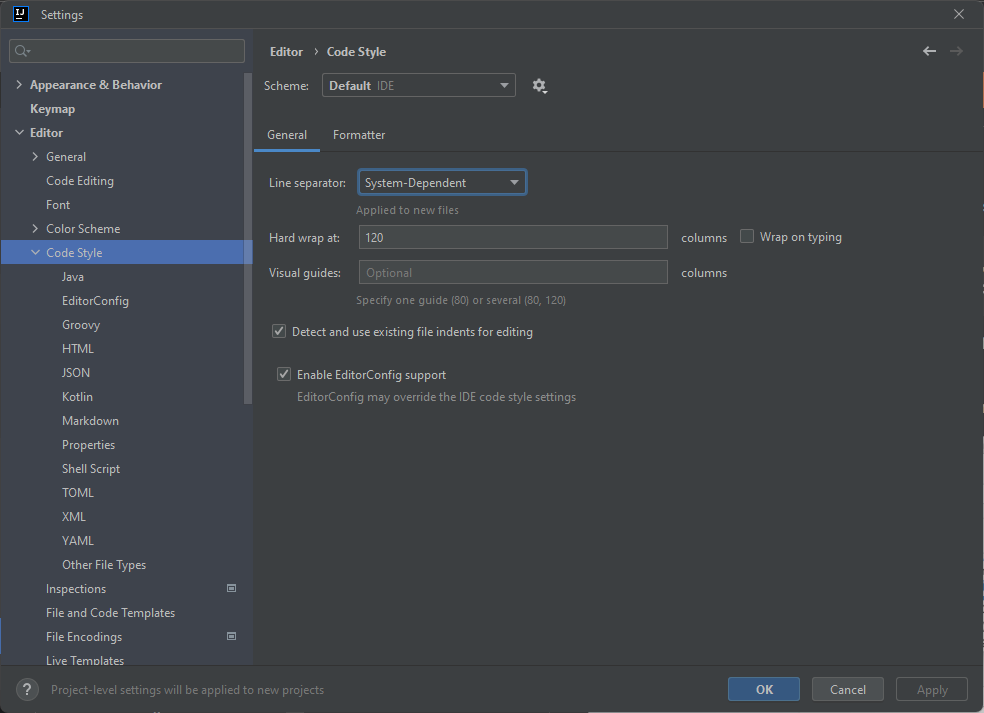 IJ
Settings
Editor › Code Style
Scheme: Default IDE
General Formatter
Line separator: System-Dependent
Applied to new files
Hard wrap at: 120 columns Wrap on typing
Visual guides: Optional columns
Specify one guide (80) or several (80, 120)
Detect and use existing file indents for editing
Enable EditorConfig support
EditorConfig may override the IDE code style settings
Appearance & Behavior
Keymap
Editor
General
Code Editing
Font
Color Scheme
Code Style
Java
EditorConfig
Groovy
HTML
JSON
Kotlin
Markdown
Properties
Shell Script
TOML
XML
YAML
Other File Types
Inspections
File and Code Templates
File Encodings
Live Templates
? Project-level settings will be applied to new projects
OK Cancel Apply